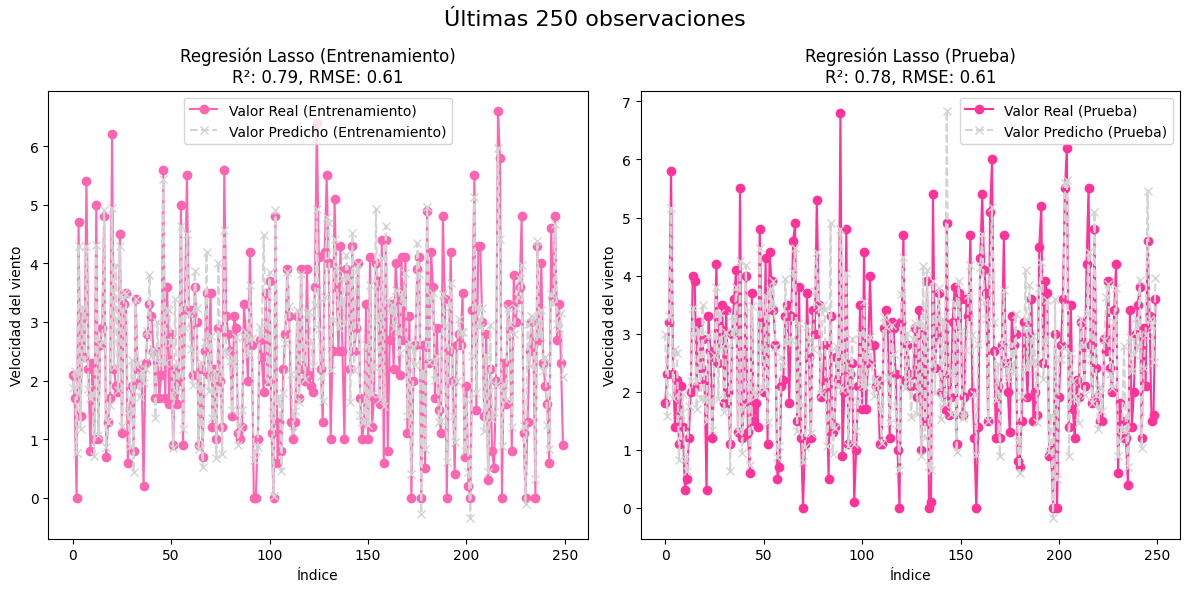 Últimas 250 observaciones
Regresión Lasso (Entrenamiento)
R²: 0.79, RMSE: 0.61
Valor Real (Entrenamiento)
Valor Predicho (Entrenamiento)
Velocidad del viento
6
5
4
3
2
1
0
0 50 100 150 200 250
Índice
Regresión Lasso (Prueba)
R²: 0.78, RMSE: 0.61
Valor Real (Prueba)
Valor Predicho (Prueba)
Velocidad del viento
7
6
5
4
3
2
1
0
0 50 100 150 200 250
Índice